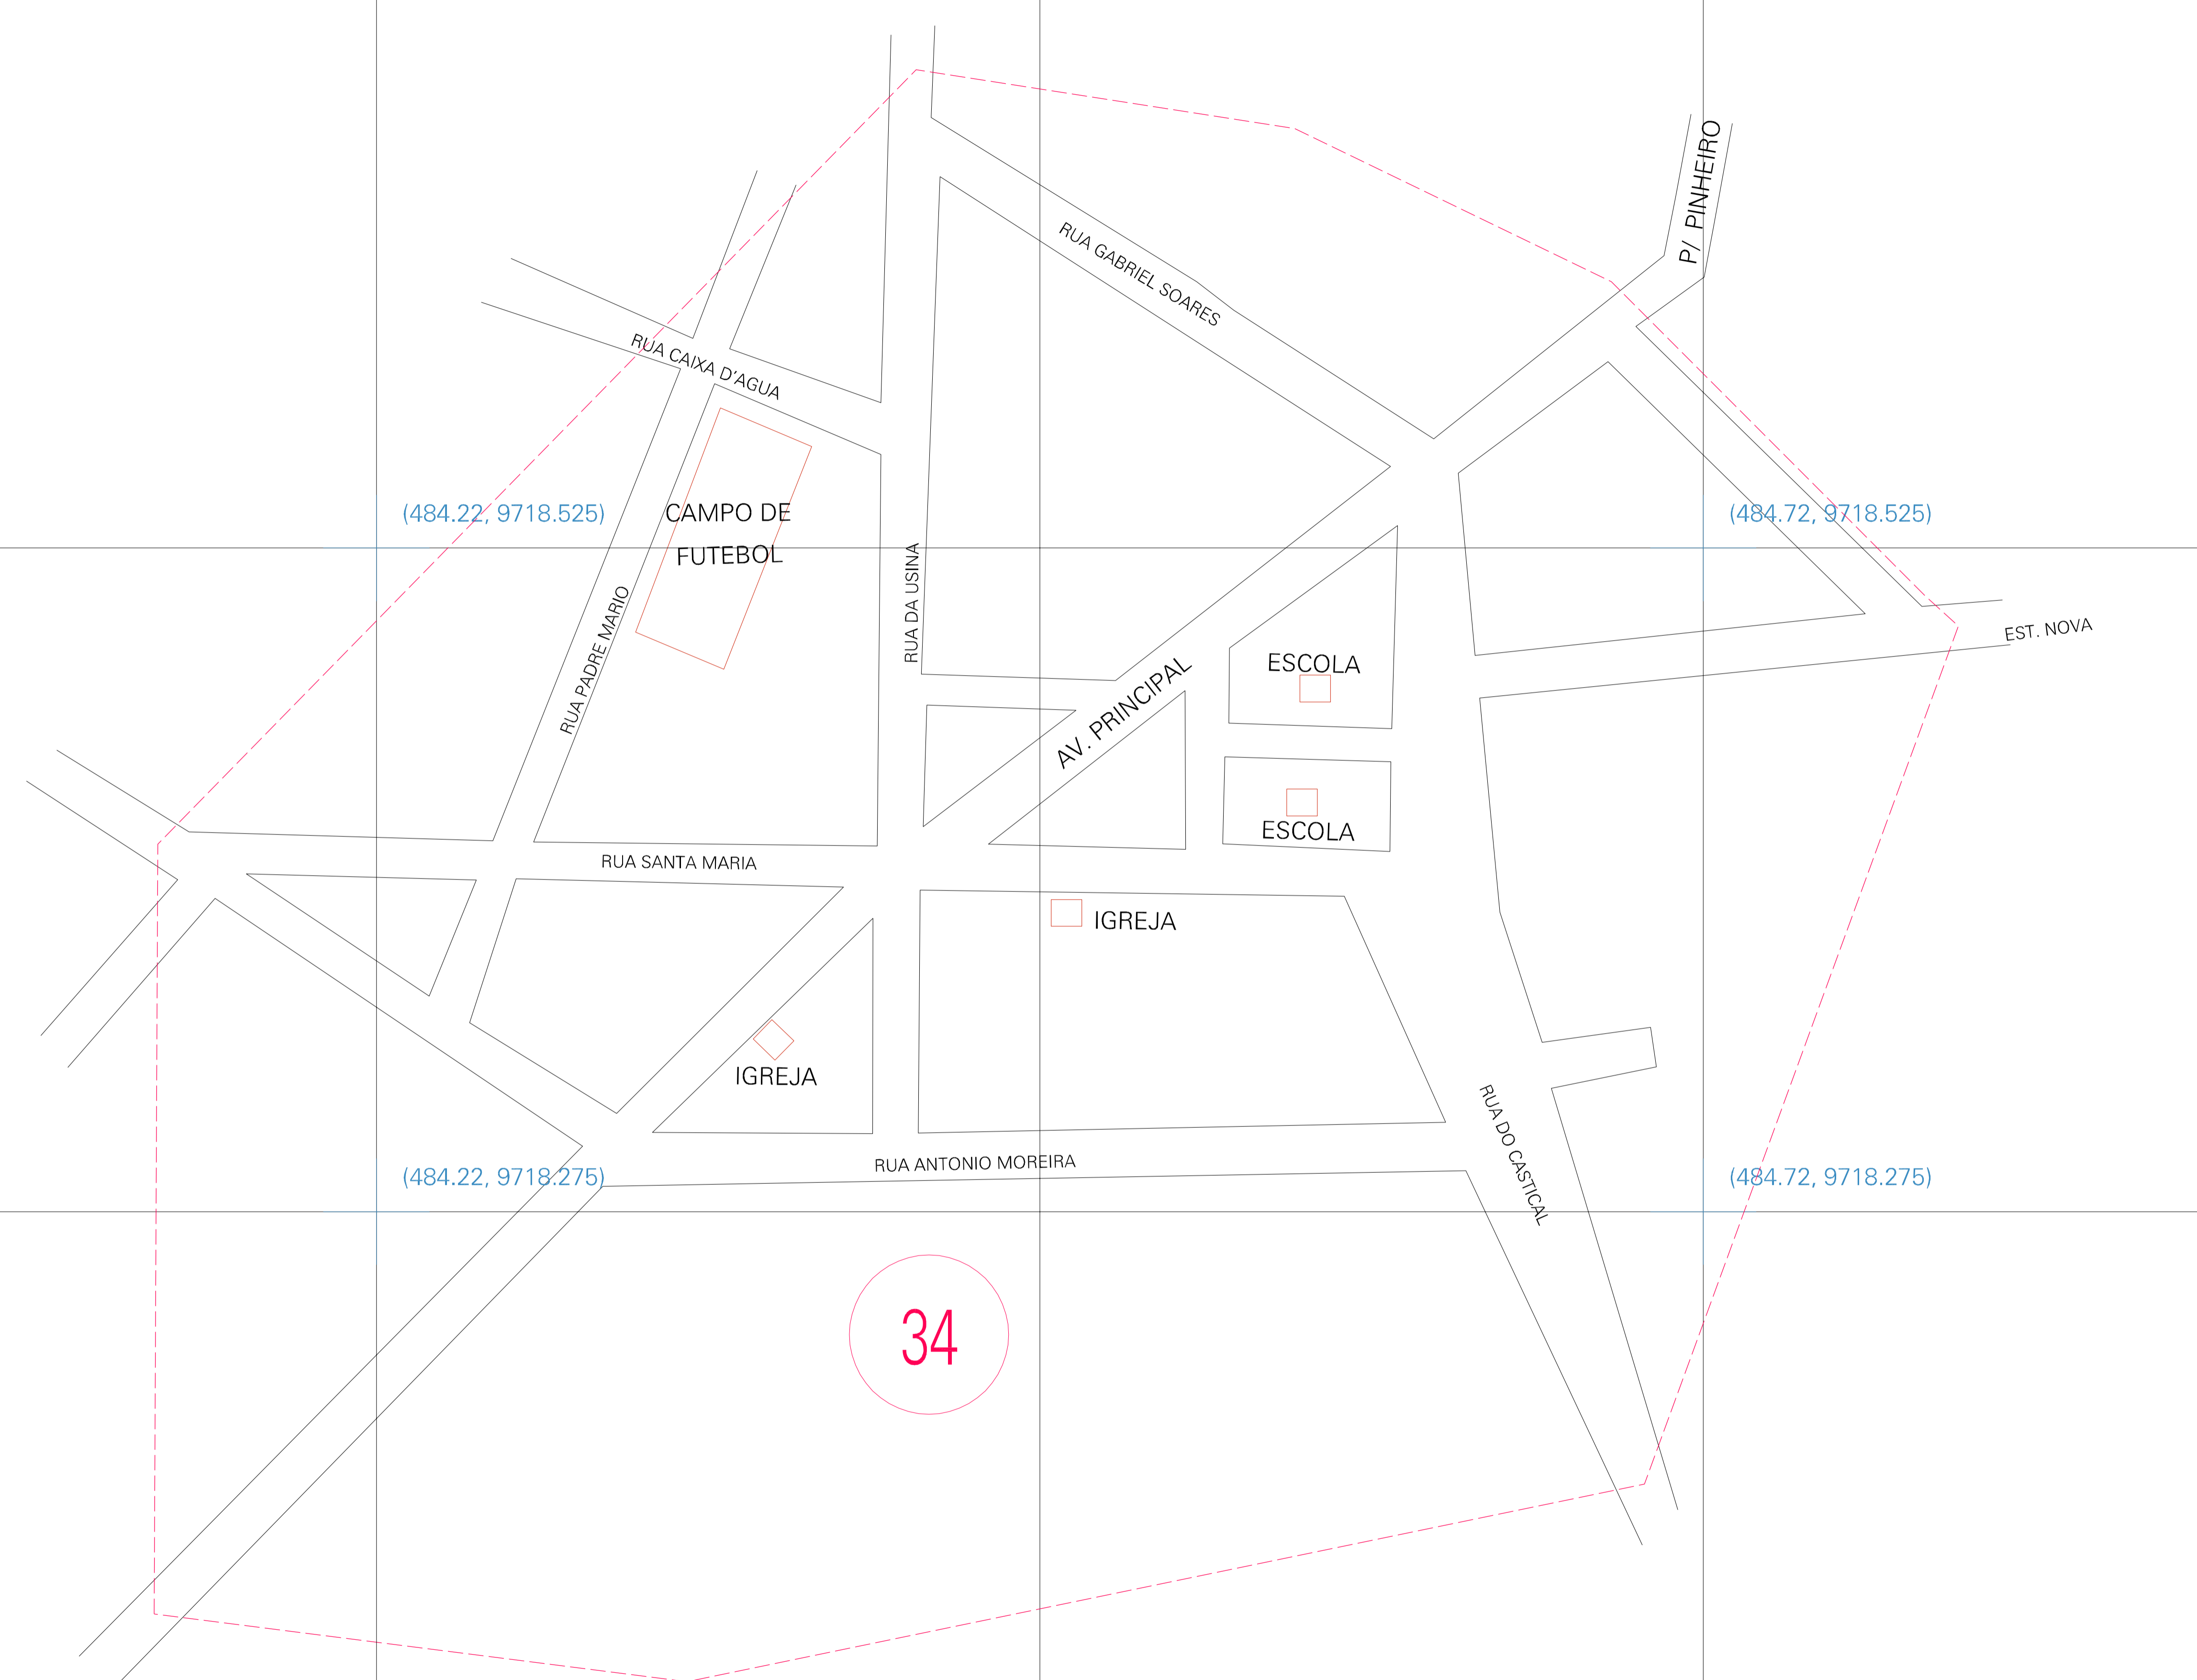 P/ PINHEIRO
RUA GABRIEL SOARES
RUA CAIXA D'AGUA
(484.22, 9718.525)
CAMPO DE
FUTEBOL
(484.72, 9718.525)
RUA DA USINA
RUA PADRE MARIO
EST. NOVA
ESCOLA
AV. PRINCIPAL
ESCOLA
RUA SANTA MARIA
IGREJA
IGREJA
RUA DO CASTICAL
RUA ANTONIO MOREIRA
(484.22, 9718.275)
(484.72, 9718.275)
34